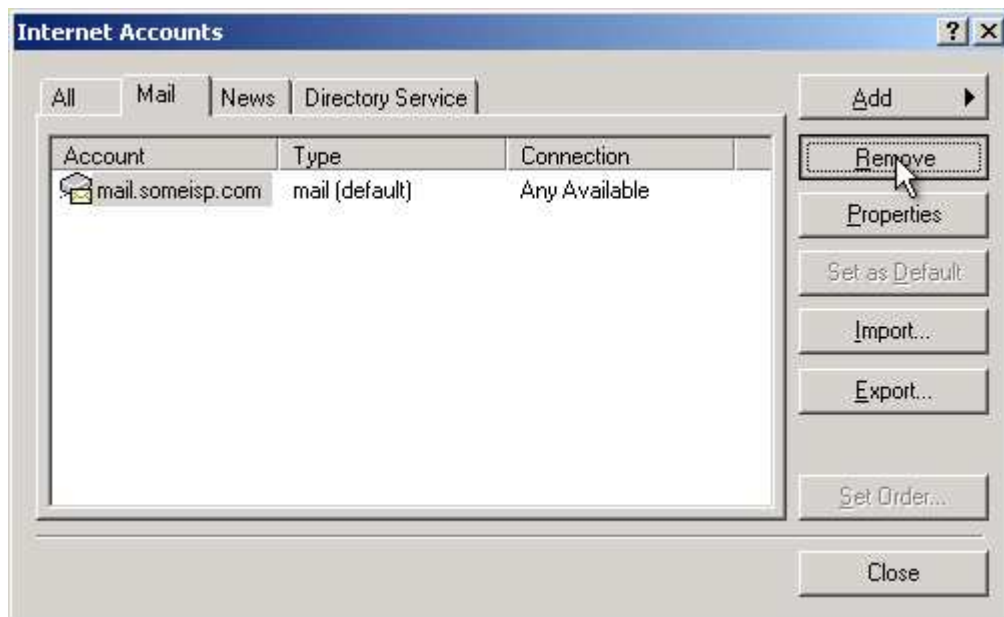 Internet Accounts
All Mail News Directory Service
Account Type Connection
mail.someisp.com mail (default) Any Available
Add
Remove
Properties
Set as Default
Import...
Export...
Set Order...
Close